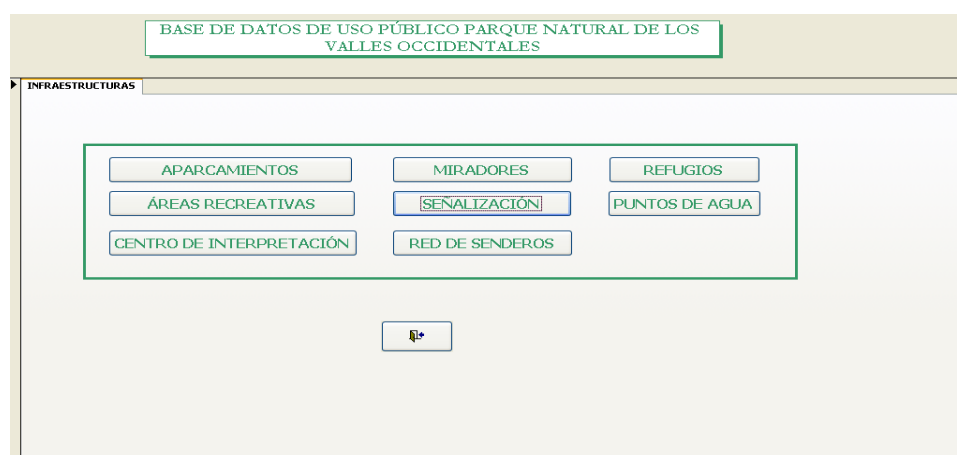 BASE DE DATOS DE USO PÚBLICO PARQUE NATURAL DE LOS
VALLES OCCIDENTALES
INFRAESTRUCTURAS
APARCAMIENTOS
MIRADORES
REFUGIOS
ÁREAS RECREATIVAS
SEÑALIZACIÓN
PUNTOS DE AGUA
CENTRO DE INTERPRETACIÓN
RED DE SENDEROS